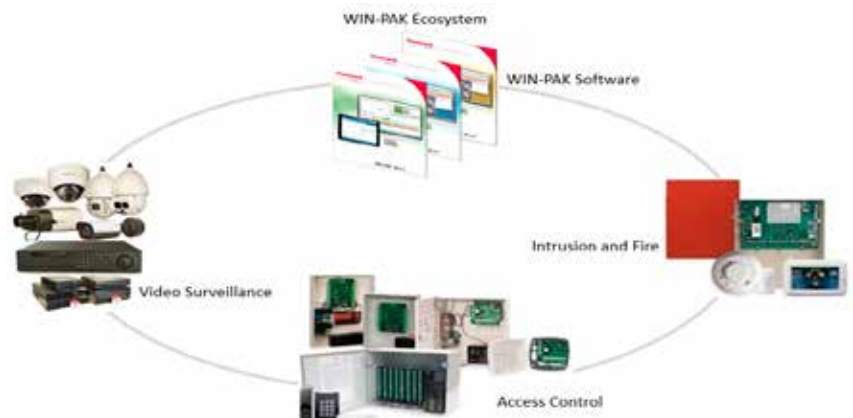 WIN-PAK Ecosystem
WIN-PAK Software
Intrusion and Fire
Video Surveillance
Access Control